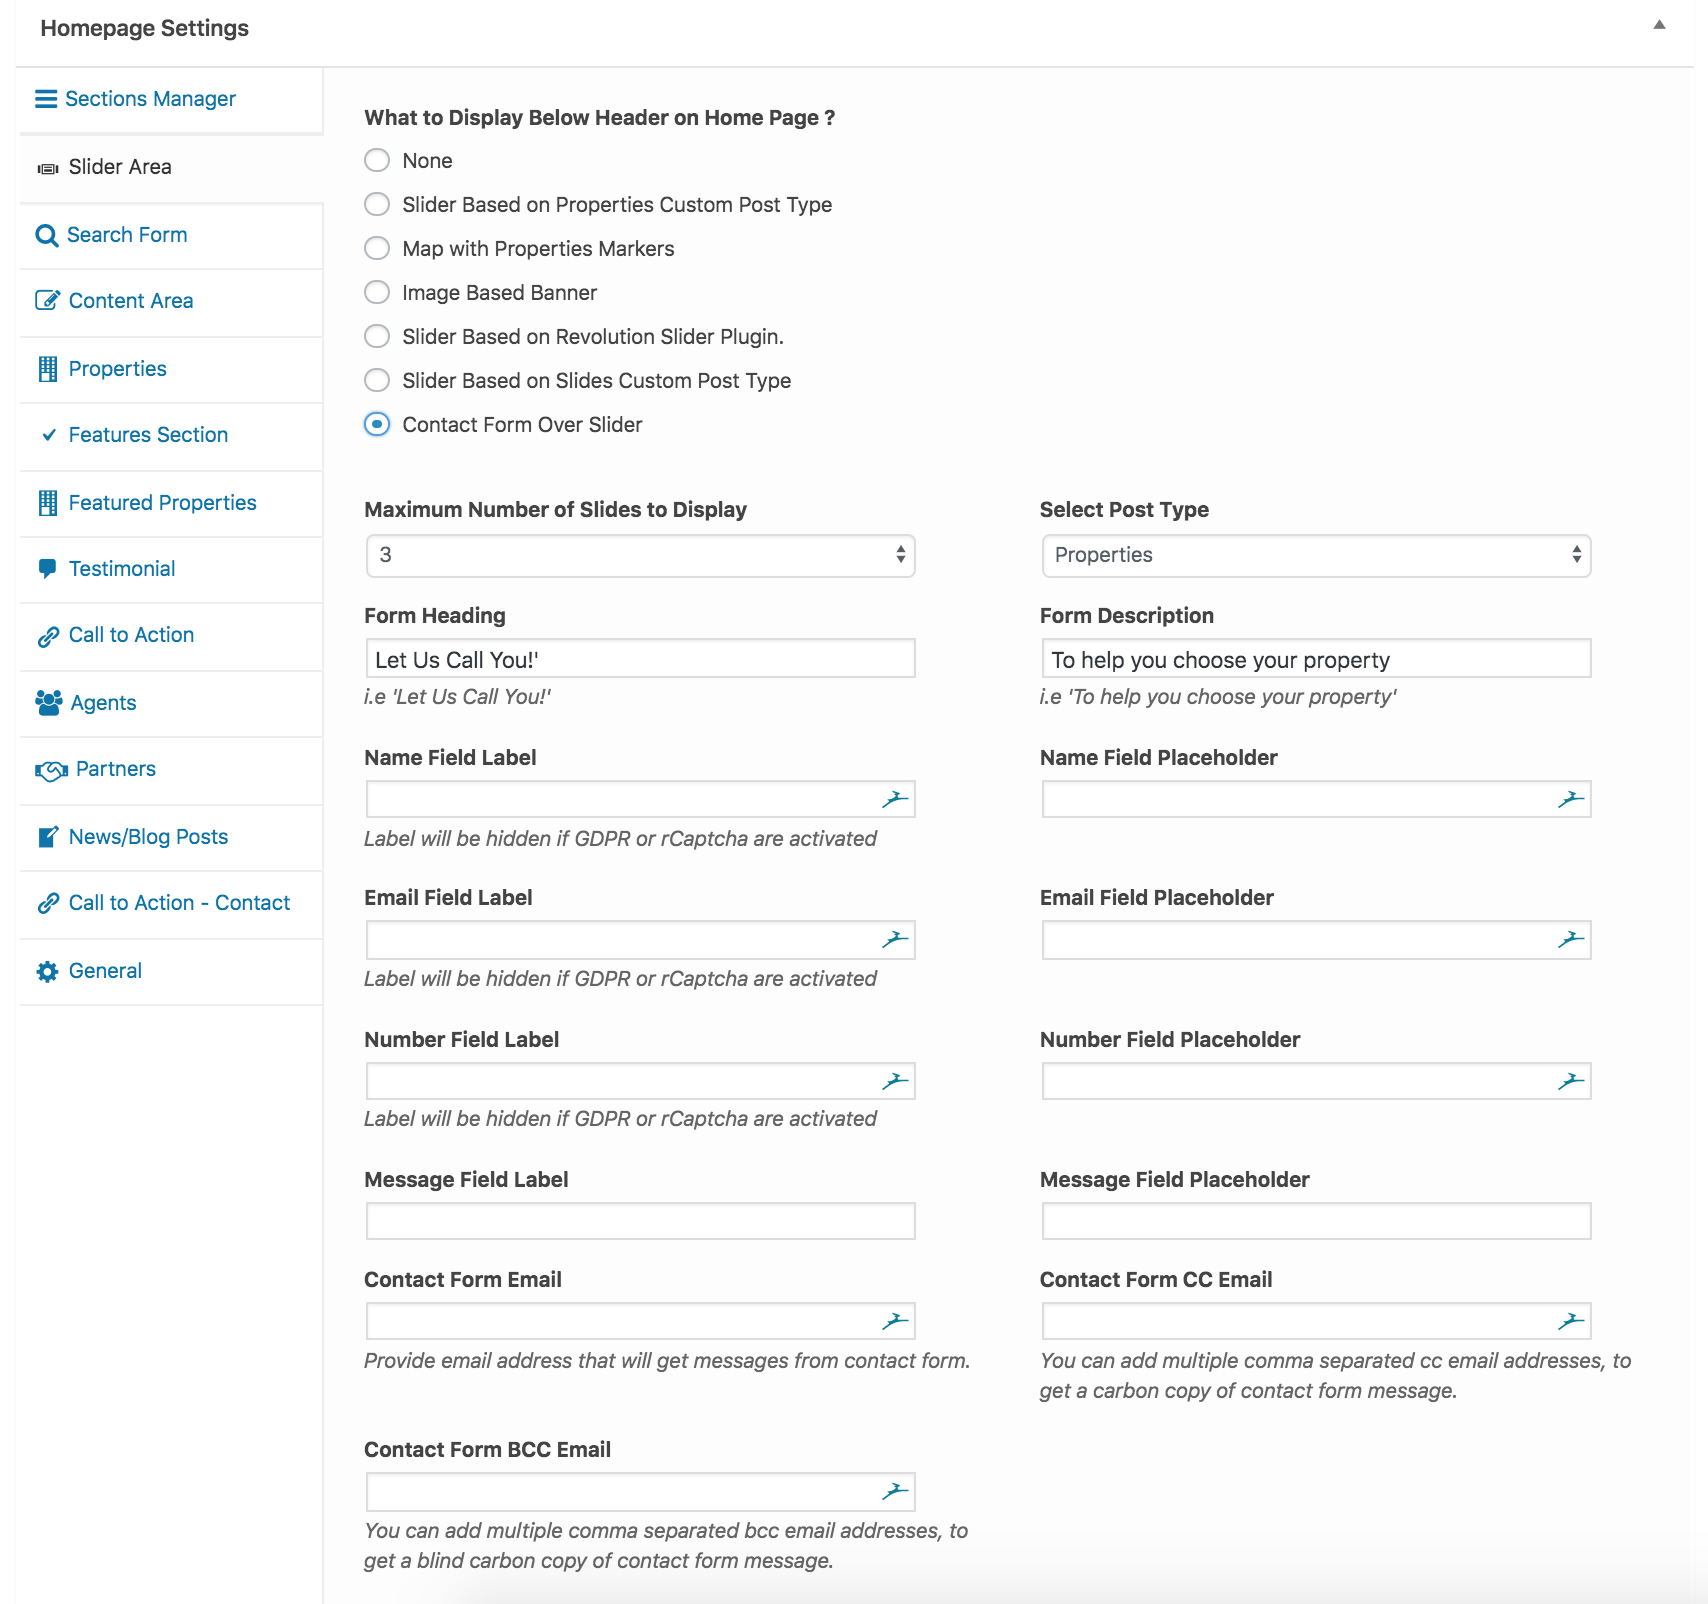 Homepage Settings
Sections Manager
Slider Area
Search Form
Content Area
Properties
Features Section
Featured Properties
Testimonial
Call to Action
Agents
Partners
News/Blog Posts
Call to Action - Contact
General
What to Display Below Header on Home Page ?
None
Slider Based on Properties Custom Post Type
Map with Properties Markers
Image Based Banner
Slider Based on Revolution Slider Plugin.
Slider Based on Slides Custom Post Type
Contact Form Over Slider
Maximum Number of Slides to Display
3
Select Post Type
Properties
Form Heading
Let Us Call You!'
i.e 'Let Us Call You!'
Form Description
To help you choose your property
i.e 'To help you choose your property'
Name Field Label
Label will be hidden if GDPR or rCaptcha are activated
Name Field Placeholder
Email Field Label
Label will be hidden if GDPR or rCaptcha are activated
Email Field Placeholder
Number Field Label
Label will be hidden if GDPR or rCaptcha are activated
Number Field Placeholder
Message Field Label
Message Field Placeholder
Contact Form Email
Provide email address that will get messages from contact form.
Contact Form CC Email
You can add multiple comma separated cc email addresses, to
get a carbon copy of contact form message.
Contact Form BCC Email
You can add multiple comma separated bcc email addresses, to
get a blind carbon copy of contact form message.